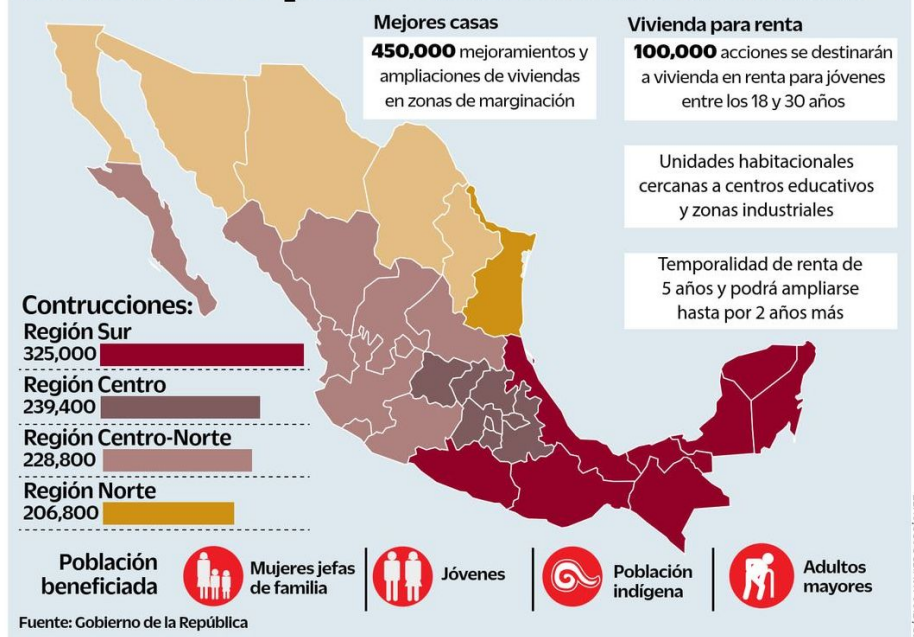 Mejores casas
450,000 mejoramientos y
ampliaciones de viviendas
en zonas de marginación
Vivienda para renta
100,000 acciones se destinarán
a vivienda en renta para jóvenes
entre los 18 y 30 años
Unidades habitacionales
cercanas a centros educativos
y zonas industriales
Temporalidad de renta de
5 años y podrá ampliarse
hasta por 2 años más
Contrucciones:
Región Sur
325,000
Región Centro
239,400
Región Centro-Norte
228,800
Región Norte
206,800
Población
beneficiada
Mujeres jefas
de familia
Jóvenes
Población
indígena
Adultos
mayores
Fuente: Gobierno de la República